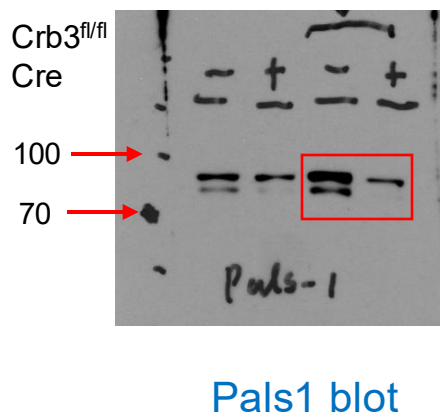 Crb3fl/fl
Cre - + - +
100
70
Pals-1
Pals1 blot